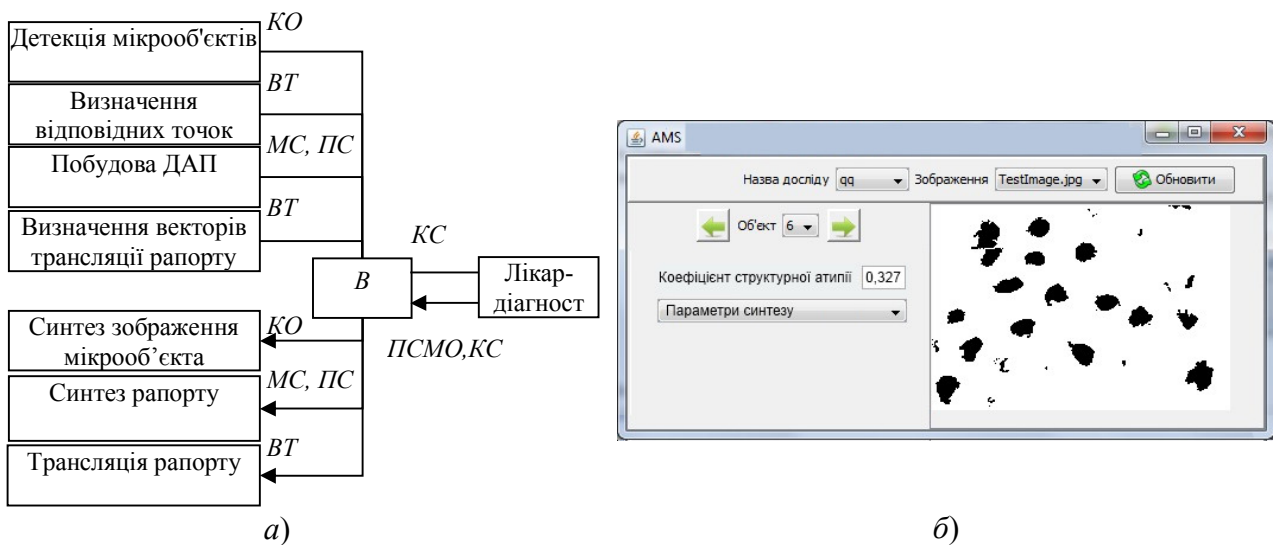 КО
Детекція мікрооб'єктів
ВТ
Визначення
відповідних точок
МС, ПС
Побудова ДАП
ВТ
Визначення векторів
трансляції рапорту
КС
В
Лікар-
діагност
Синтез зображення
мікрооб’єкта
КО
ПСМО,КС
МС, ПС
Синтез рапорту
ВТ
Трансляція рапорту
а)
AMS
Назва досліду qq Зображення TestImage.jpg Обновити
Об'єкт 6
Коефіцієнт структурної атипії 0,327
Параметри синтезу
б)